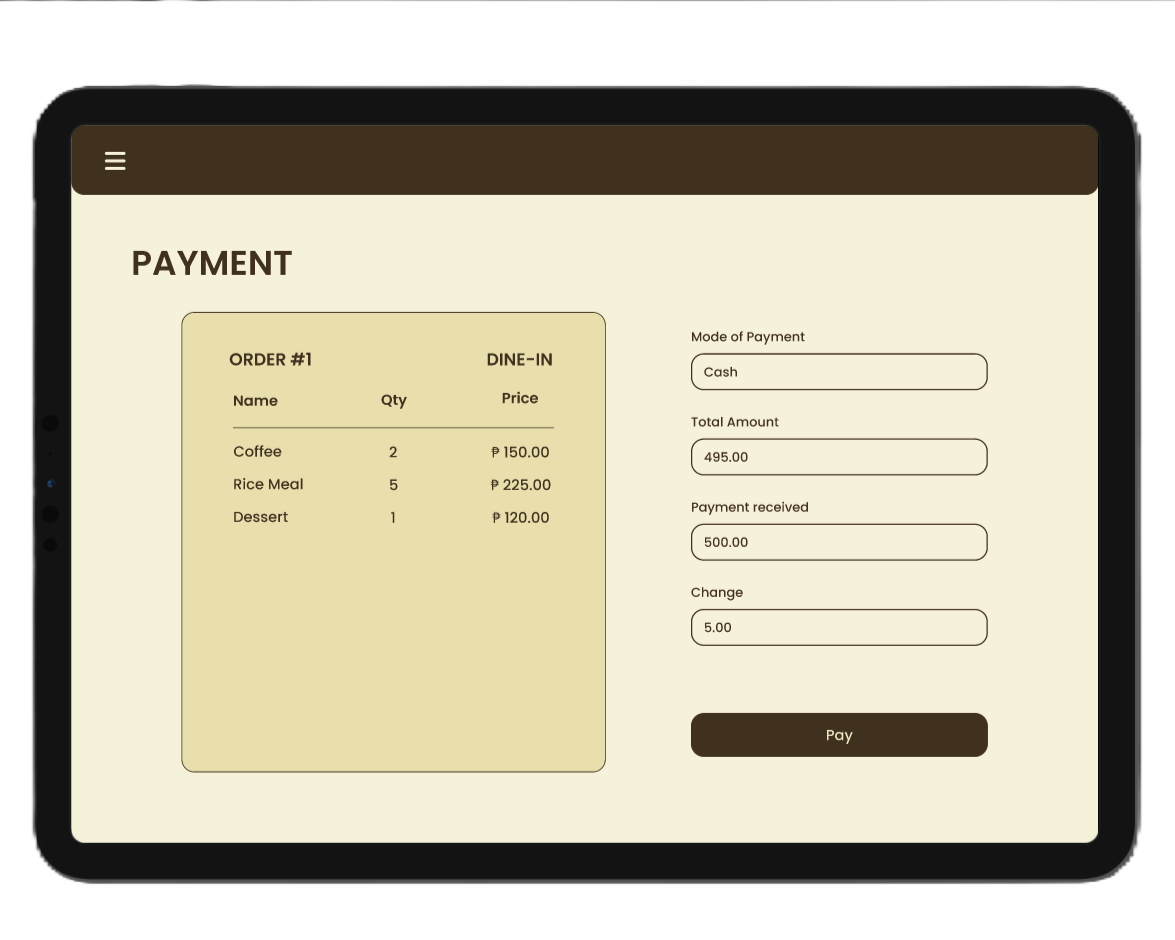 PAYMENT
ORDER #1 DINE-IN
Name Qty Price
Coffee 2 ₱ 150.00
Rice Meal 5 ₱ 225.00
Dessert 1 ₱ 120.00
Mode of Payment
Cash
Total Amount
495.00
Payment received
500.00
Change
5.00
Pay